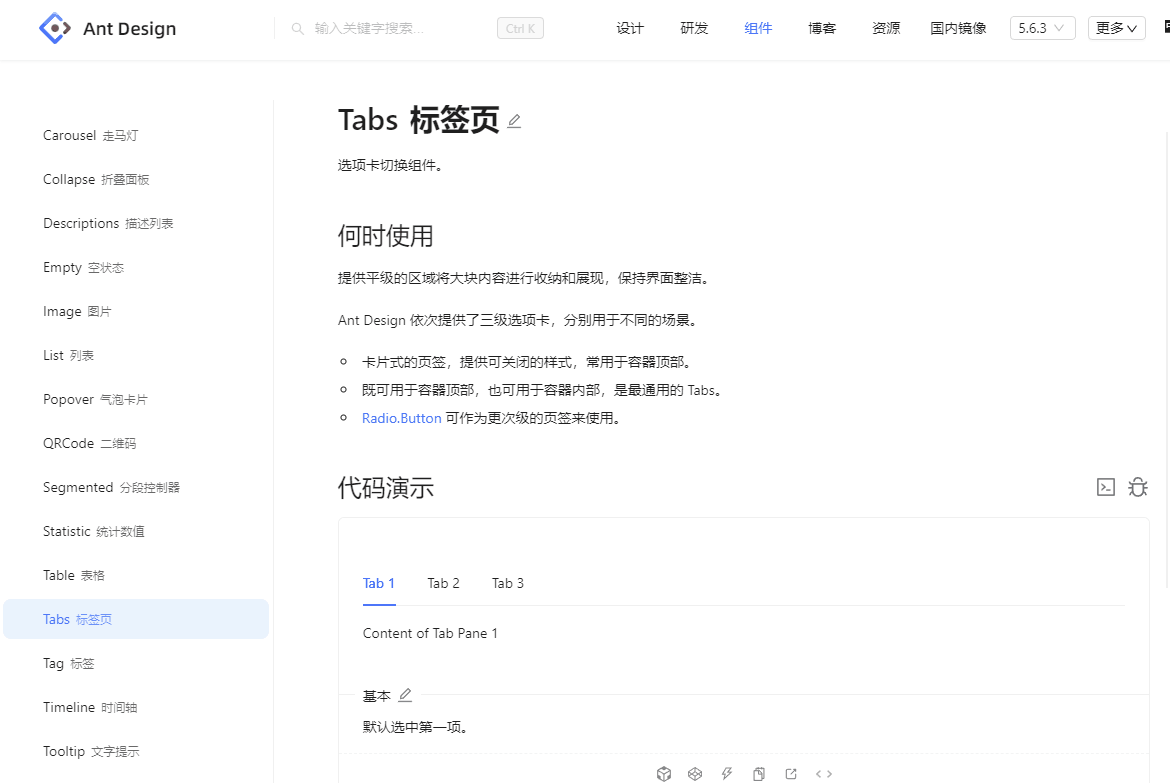 Ant Design
输入关键字搜索...
Ctrl K
设计
研发
组件
博客
资源
国内镜像
5.6.3
更多
Carousel 走马灯
Collapse 折叠面板
Descriptions 描述列表
Empty 空状态
Image 图片
List 列表
Popover 气泡卡片
QRCode 二维码
Segmented 分段控制器
Statistic 统计数值
Table 表格
Tabs 标签页
Tag 标签
Timeline 时间轴
Tooltip 文字提示
Tabs 标签页
选项卡切换组件。
何时使用
提供平级的区域将大块内容进行收纳和展现，保持界面整洁。
Ant Design 依次提供了三级选项卡，分别用于不同的场景。
卡片式的页签，提供可关闭的样式，常用于容器顶部。
既可用于容器顶部，也可用于容器内部，是最通用的 Tabs。
Radio.Button 可作为更次级的页签来使用。
代码演示
Tab 1
Tab 2
Tab 3
Content of Tab Pane 1
基本
默认选中第一项。